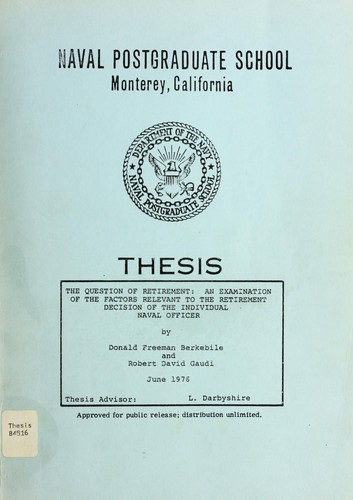 NAVAL POSTGRADUATE SCHOOL
Monterey, California
DEPARTMENT OF THE NAVY
NAVAL POSTGRADUATE SCHOOL
THESIS
THE QUESTION OF RETIREMENT: AN EXAMINATION
OF THE FACTORS RELEVANT TO THE RETIREMENT
DECISION OF THE INDIVIDUAL
NAVAL OFFICER
by
Donald Freeman Berkebile
and
Robert David Gaudi
June 1976
Thesis Advisor: L. Darbyshire
Approved for public release; distribution unlimited.
Thesis
B4516